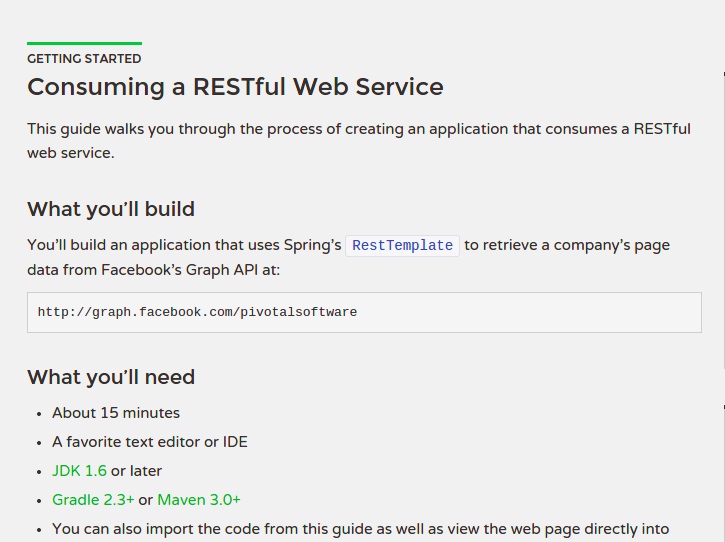 GETTING STARTED
Consuming a RESTful Web Service
This guide walks you through the process of creating an application that consumes a RESTful
web service.
What you’ll build
You’ll build an application that uses Spring’s RestTemplate to retrieve a company’s page
data from Facebook’s Graph API at:
http://graph.facebook.com/pivotalsoftware
What you’ll need
• About 15 minutes
• A favorite text editor or IDE
• JDK 1.6 or later
• Gradle 2.3+ or Maven 3.0+
• You can also import the code from this guide as well as view the web page directly into